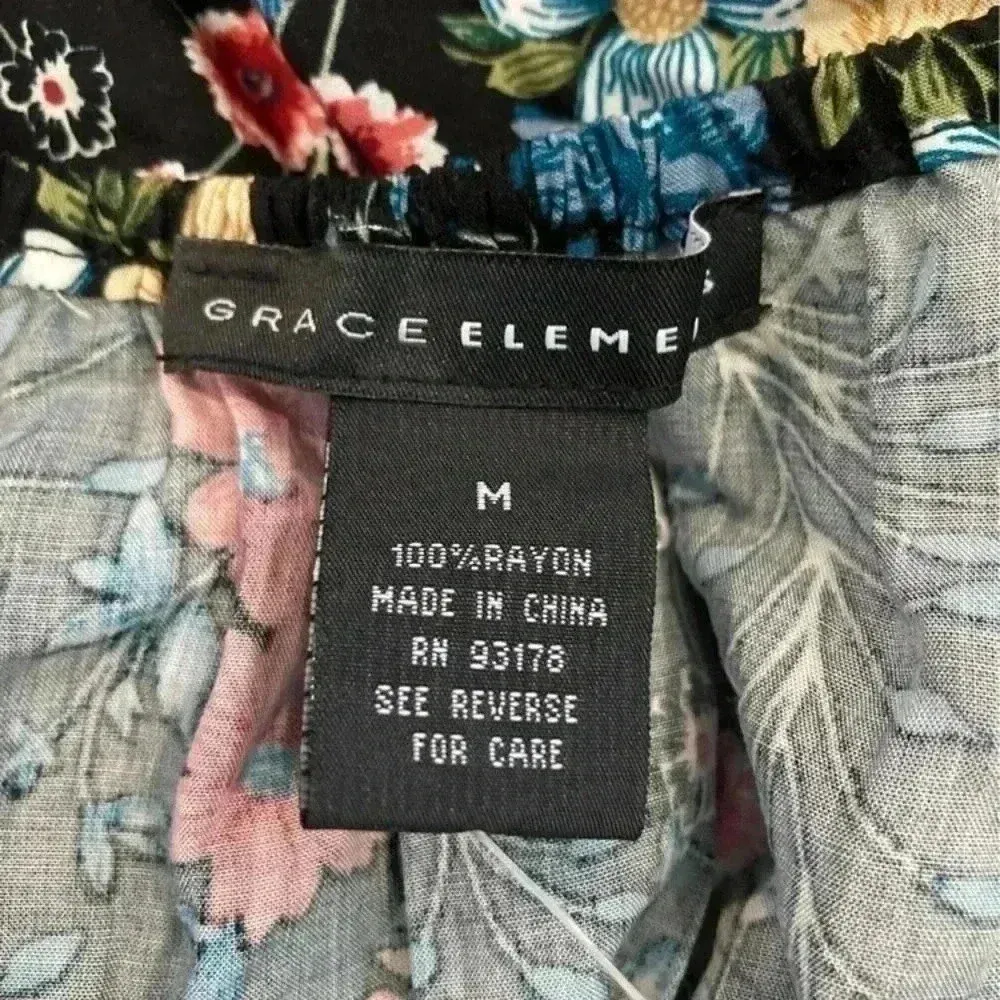 GRACE ELEME
S
M
100%RAYON
MADE IN CHINA
RN 93178
SEE REVERSE
FOR CARE